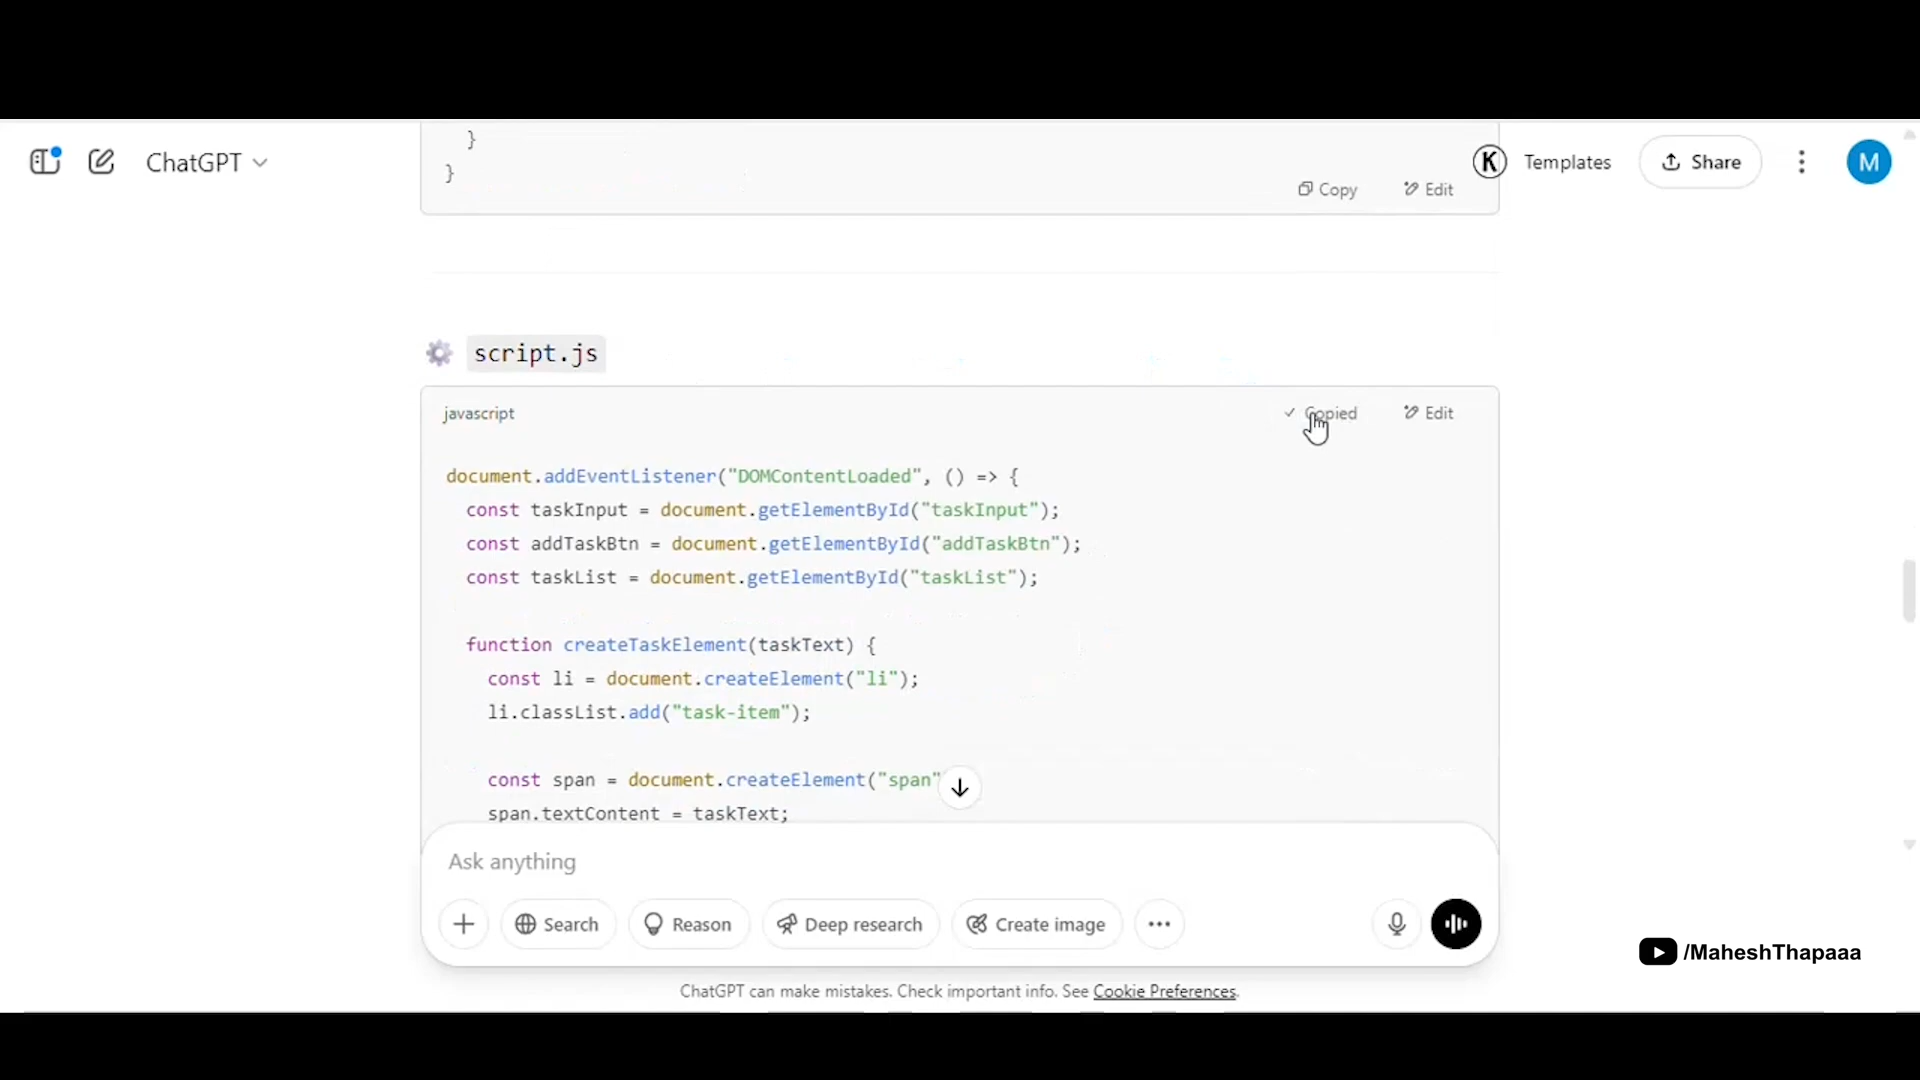 }
}
Copy Edit
ChatGPT
K Templates Share M
script.js
javascript Copied Edit
document.addEventListener("DOMContentLoaded", () => {
const taskInput = document.getElementById("taskInput");
const addTaskBtn = document.getElementById("addTaskBtn");
const taskList = document.getElementById("taskList");
function createTaskElement(taskText) {
const li = document.createElement("li");
li.classList.add("task-item");
const span = document.createElement("span"
span.textContent = taskText;
Ask anything
Search Reason Deep research Create image
/MaheshThapaaa
ChatGPT can make mistakes. Check important info. See Cookie Preferences.